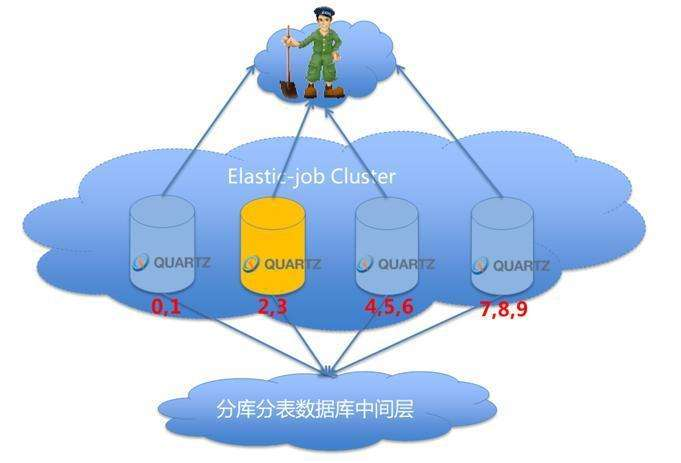 Elastic-job Cluster
QUARTZ
QUARTZ
QUARTZ
QUARTZ
0,1
2,3
4,5,6
7,8,9
分库分表数据库中间层